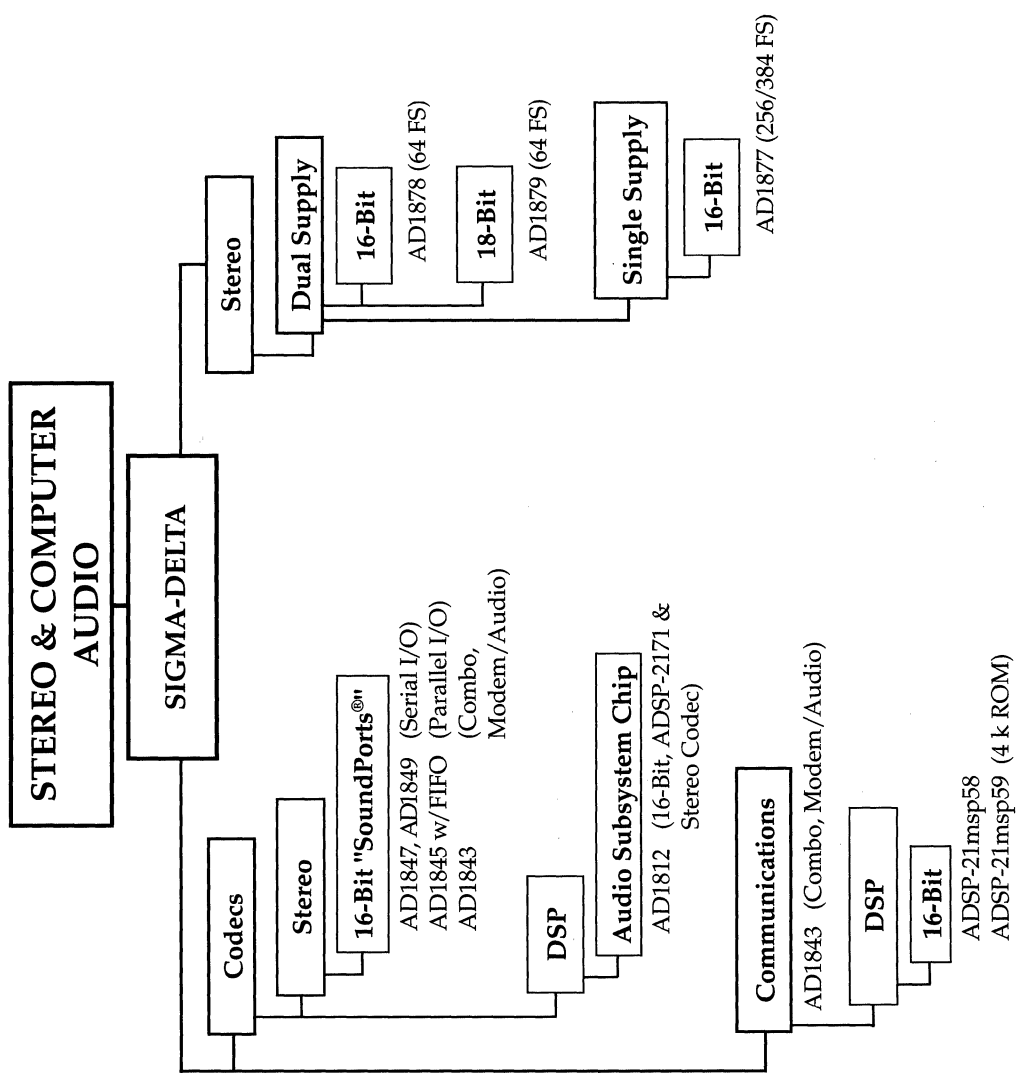 STEREO & COMPUTER
AUDIO
SIGMA-DELTA
Codecs
Stereo
16-Bit "SoundPorts®"
AD1847, AD1849 (Serial I/O)
AD1845 w/FIFO (Parallel I/O)
AD1843 (Combo,
Modem/Audio)
DSP
Audio Subsystem Chip
AD1812 (16-Bit, ADSP-2171 &
Stereo Codec)
Communications
AD1843 (Combo, Modem/Audio)
DSP
16-Bit
ADSP-21msp58
ADSP-21msp59 (4 k ROM)
Stereo
Dual Supply
16-Bit
AD1878 (64 FS)
18-Bit
AD1879 (64 FS)
Single Supply
16-Bit
AD1877 (256/384 FS)